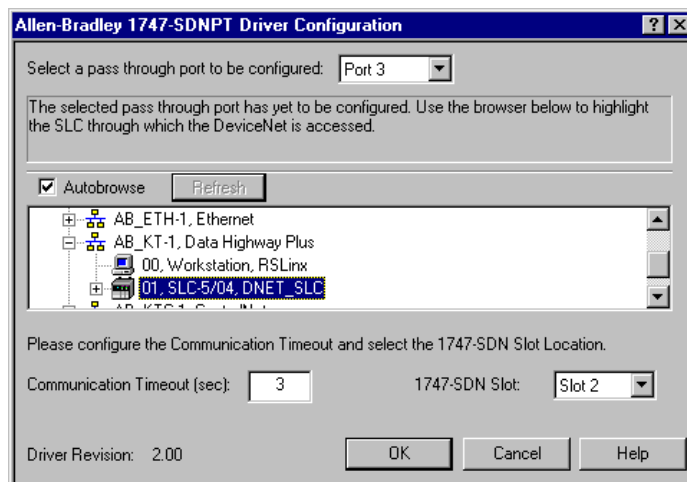 Allen-Bradley 1747-SDNPT Driver Configuration
Select a pass through port to be configured: Port 3
The selected pass through port has yet to be configured. Use the browser below to highlight
the SLC through which the DeviceNet is accessed.
Autobrowse Refresh
AB_ETH-1, Ethernet
AB_KT-1, Data Highway Plus
00, Workstation, RSLinx
01, SLC-5/04, DNET_SLC
Please configure the Communication Timeout and select the 1747-SDN Slot Location.
Communication Timeout (sec): 3 1747-SDN Slot: Slot 2
Driver Revision: 2.00 OK Cancel Help